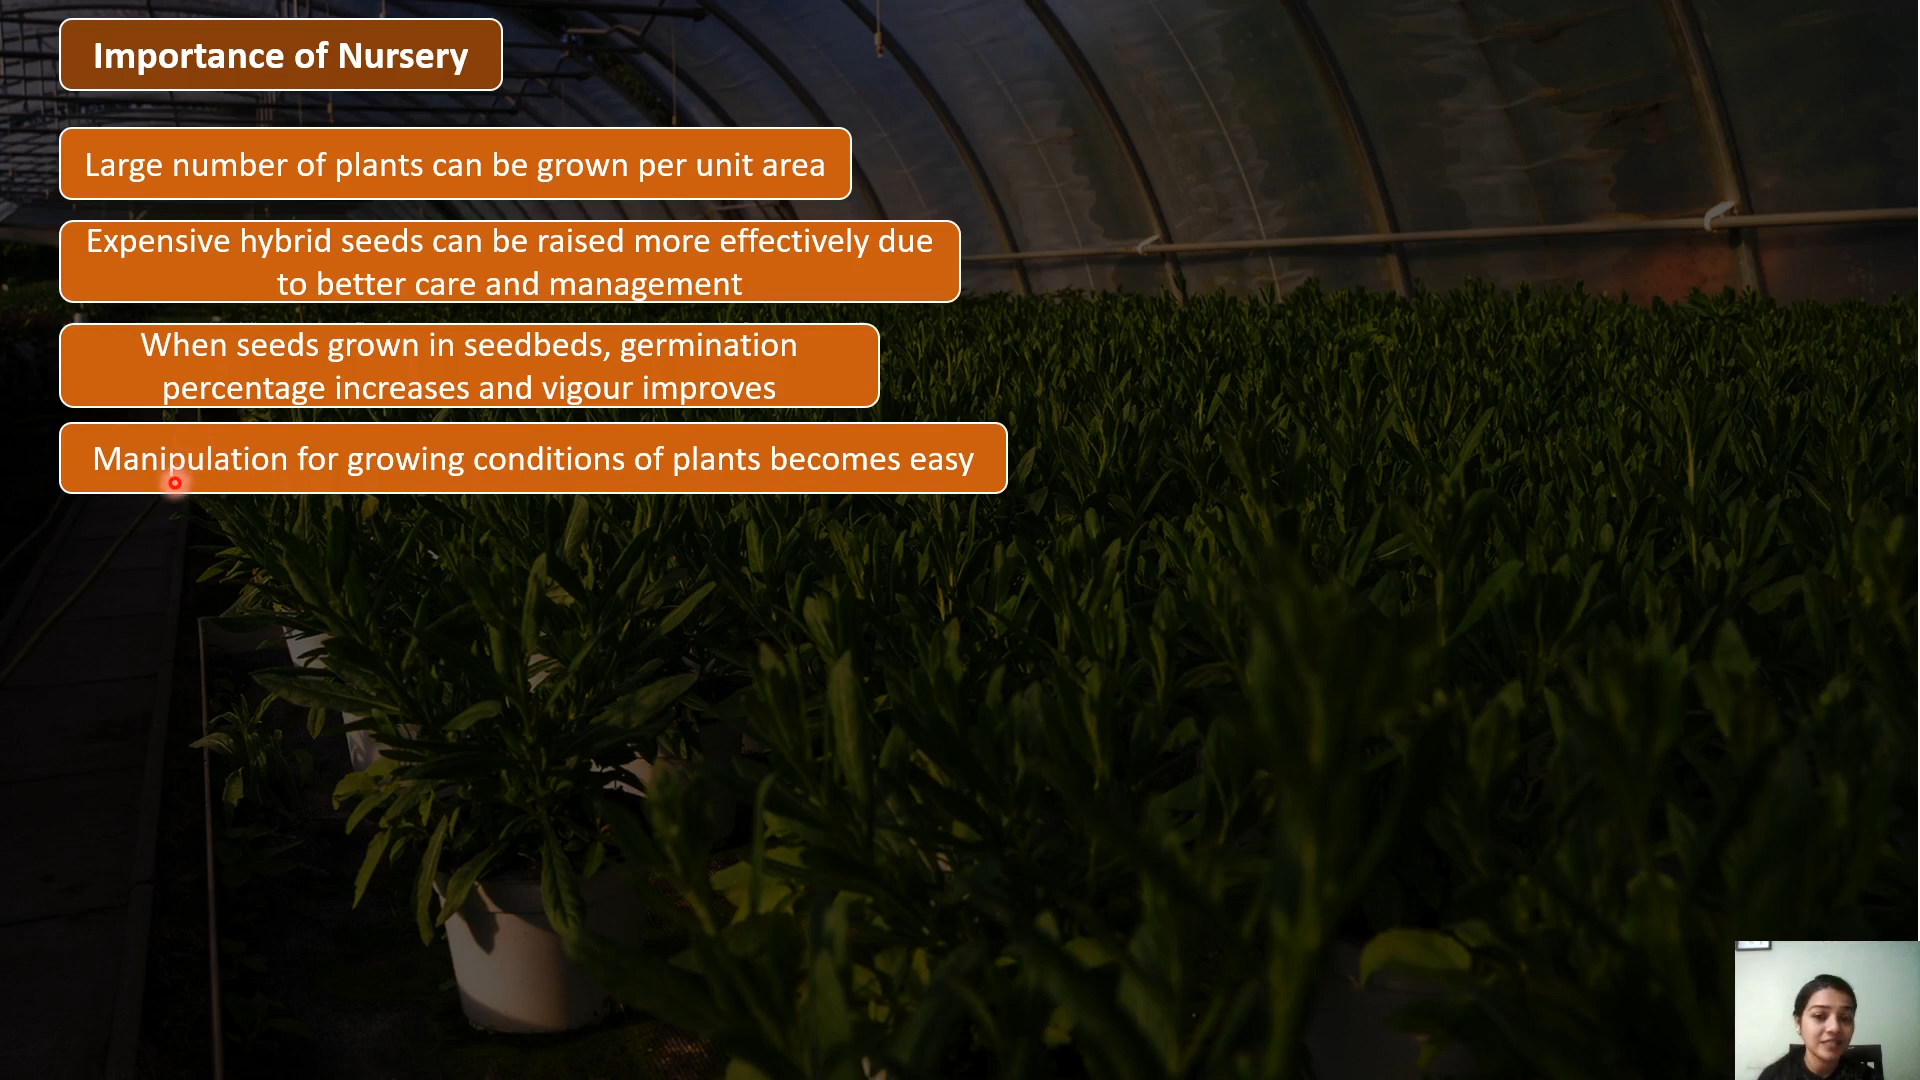 Importance of Nursery
Large number of plants can be grown per unit area
Expensive hybrid seeds can be raised more effectively due
to better care and management
When seeds grown in seedbeds, germination
percentage increases and vigour improves
Manipulation for growing conditions of plants becomes easy